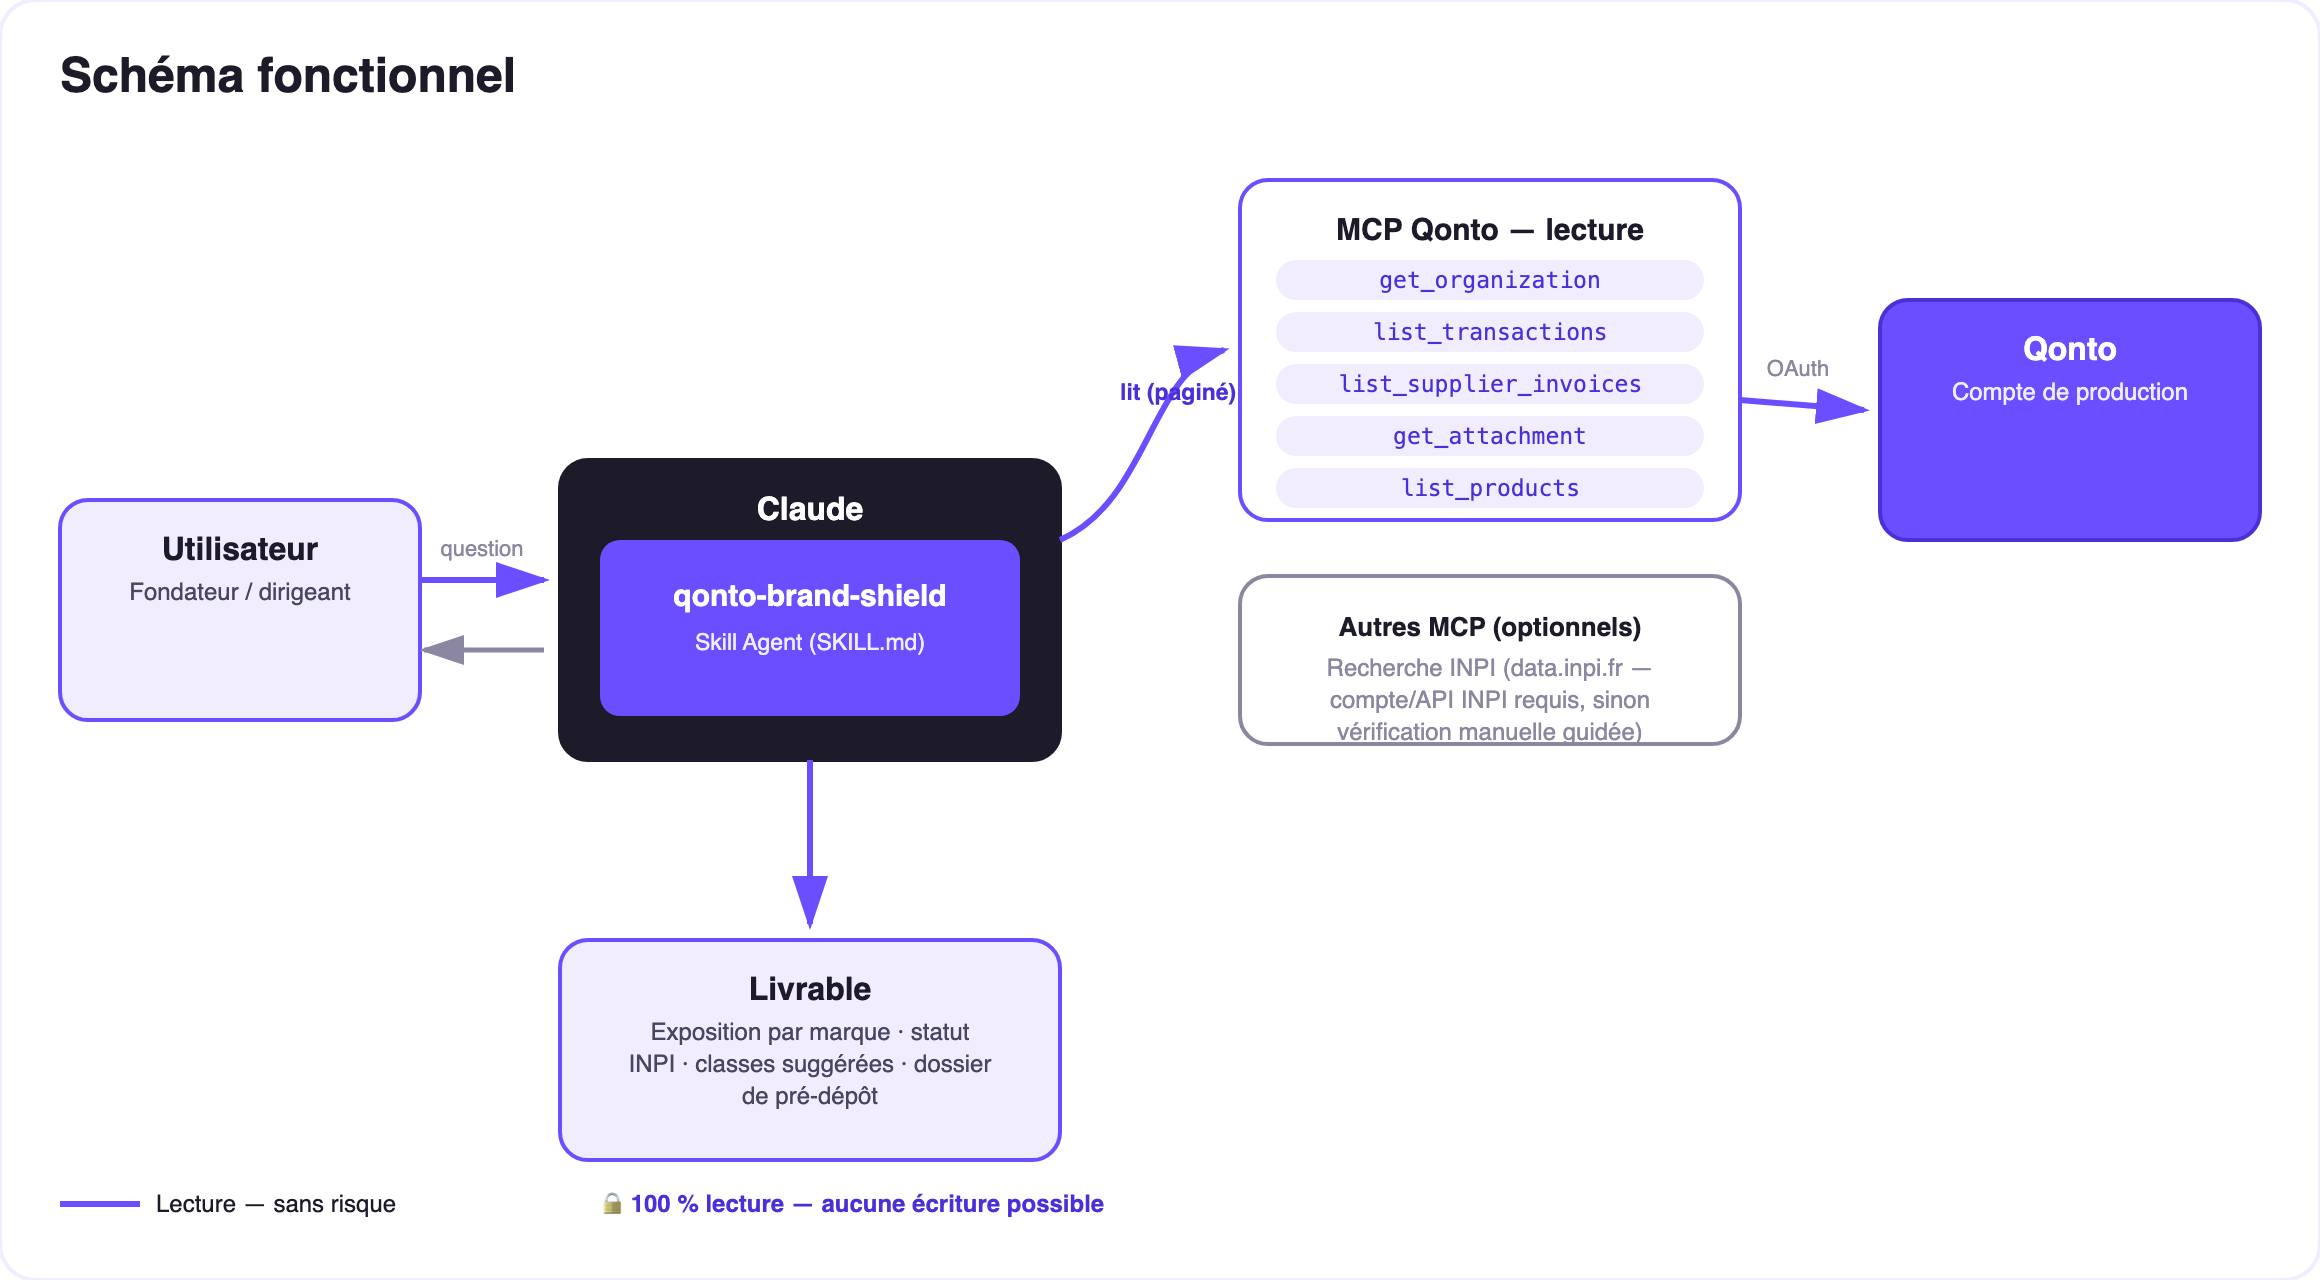 Schéma fonctionnel
MCP Qonto — lecture
get_organization
list_transactions
list_supplier_invoices
get_attachment
list_products
lit (paginé)
OAuth
Qonto
Compte de production
Utilisateur
Fondateur / dirigeant
question
Claude
qonto-brand-shield
Skill Agent (SKILL.md)
Autres MCP (optionnels)
Recherche INPI (data.inpi.fr —
compte/API INPI requis, sinon
vérification manuelle guidée)
Livrable
Exposition par marque · statut
INPI · classes suggérées · dossier
de pré-dépôt
Lecture — sans risque
🔒 100 % lecture — aucune écriture possible